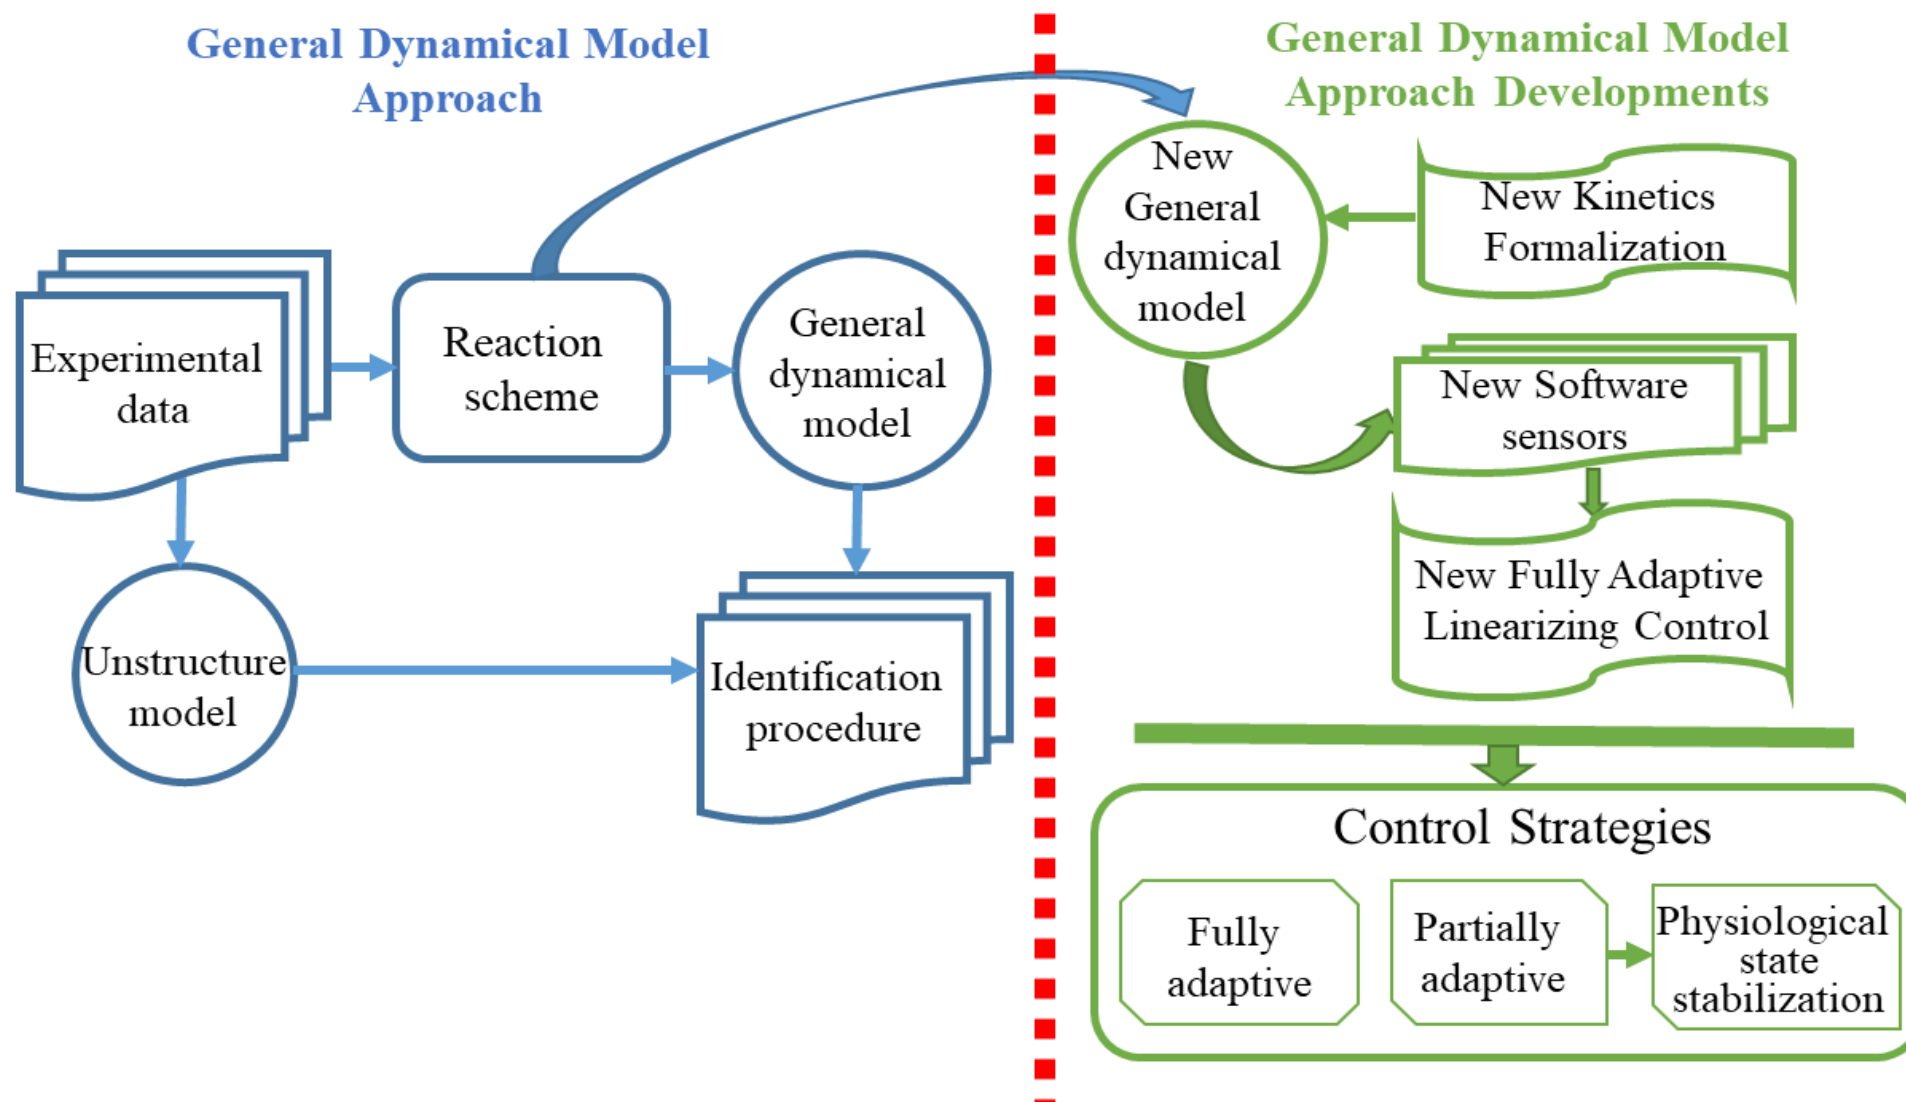 General Dynamical Model
Approach
Experimental
data
Reaction
scheme
General
dynamical
model
Unstructure
model
Identification
procedure
General Dynamical Model
Approach Developments
New
General
dynamical
model
New Kinetics
Formalization
New Software
sensors
New Fully Adaptive
Linearizing Control
Control Strategies
Fully
adaptive
Partially
adaptive
Physiological
state
stabilization